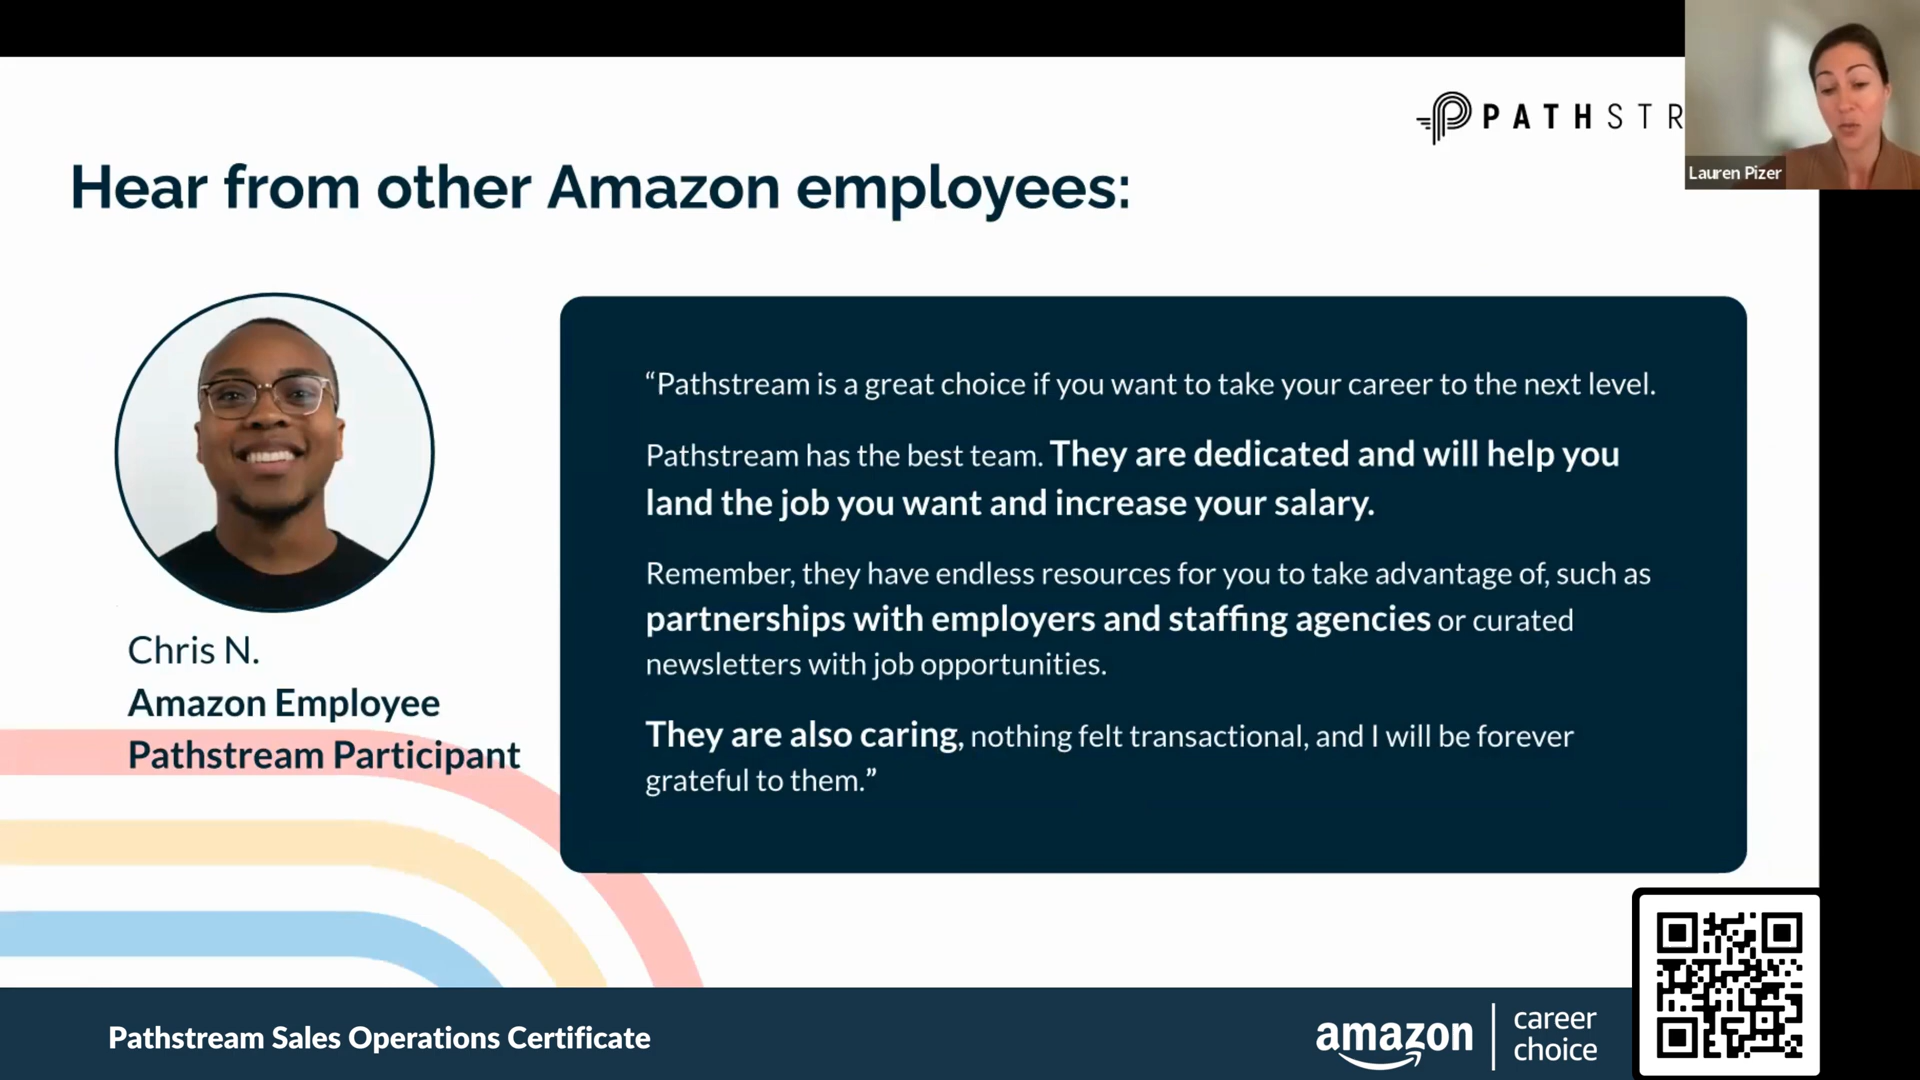 PATHSTR
Lauren Pizer
Hear from other Amazon employees:
“Pathstream is a great choice if you want to take your career to the next level.
Pathstream has the best team. They are dedicated and will help you
land the job you want and increase your salary.
Remember, they have endless resources for you to take advantage of, such as
partnerships with employers and staffing agencies or curated
newsletters with job opportunities.
They are also caring, nothing felt transactional, and I will be forever
grateful to them.”
Chris N.
Amazon Employee
Pathstream Participant
Pathstream Sales Operations Certificate
amazon
career
choice